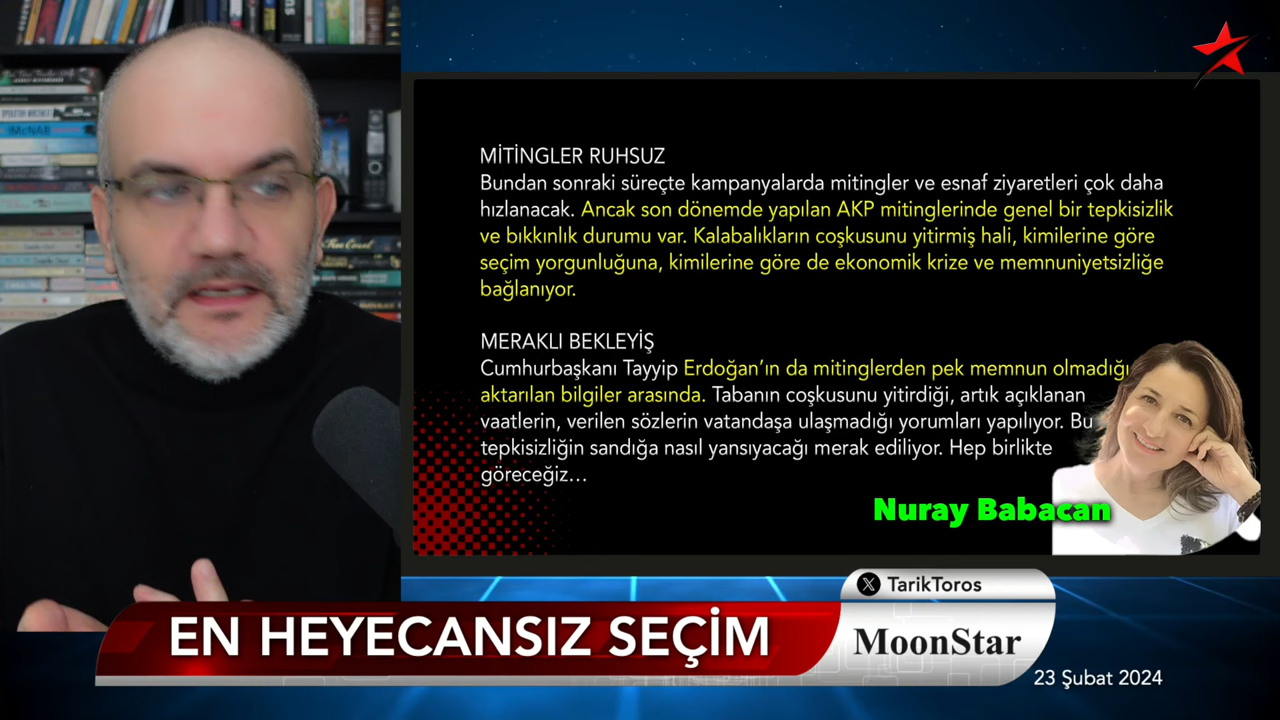 MİTİNGLER RUHSUZ
Bundan sonraki süreçte kampanyalarda mitingler ve esnaf ziyaretleri çok daha
hızlanacak. Ancak son dönemde yapılan AKP mitinglerinde genel bir tepkisizlik
ve bıkkınlık durumu var. Kalabalıkların coşkusunu yitirmiş hali, kimilerine göre
seçim yorgunluğuna, kimilerine göre de ekonomik krize ve memnuniyetsizliğe
bağlanıyor.
MERAKLI BEKLEYİŞ
Cumhurbaşkanı Tayyip Erdoğan’ın da mitinglerden pek memnun olmadığı
aktarılan bilgiler arasında. Tabanın coşkusunu yitirdiği, artık açıklanan
vaatlerin, verilen sözlerin vatandaşa ulaşmadığı yorumları yapılıyor. Bu
tepkisizliğin sandığa nasıl yansıyacağı merak ediliyor. Hep birlikte
göreceğiz…
Nuray Babacan
TarikToros
EN HEYECANSIZ SEÇİM
MoonStar
23 Şubat 2024